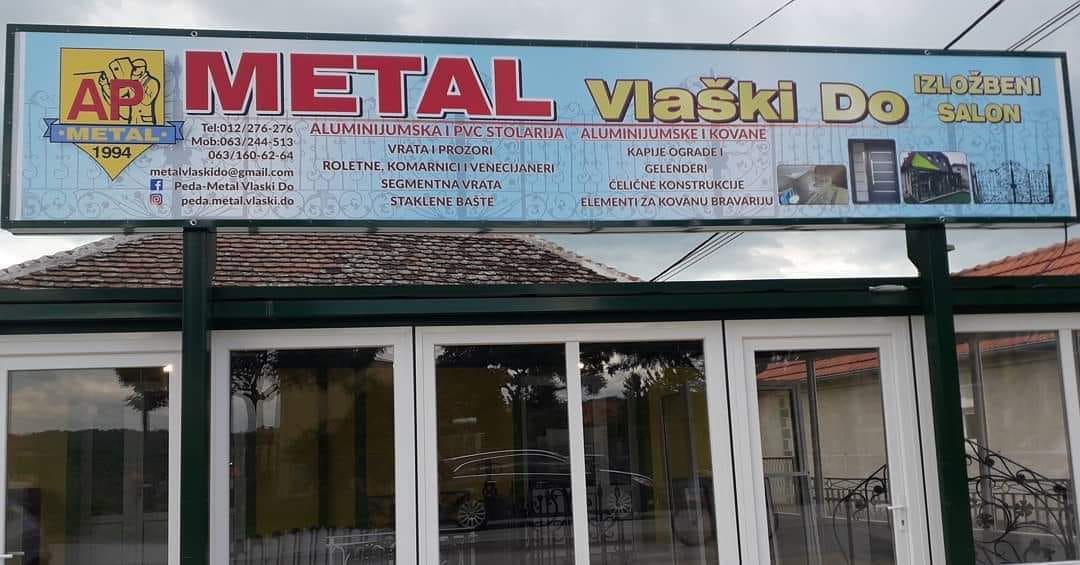 AP
METAL
1994
METAL Vlaški Do
IZLOŽBENI
SALON
Tel:012/276-276
Mob:063/244-513
063/160-62-64
metalvlaskido@gmail.com
Peda-Metal Vlaski Do
peda.metal.vlaski.do
ALUMINIJUMSKA I PVC STOLARIJA
VRATA I PROZORI
ROLETNE, KOMARNICI I VENECIJANERI
SEGMENTNA VRATA
STAKLENE BAŠTE
ALUMINIJUMSKE I KOVANE
KAPIJE OGRADE I
GELENDERI
ČELIČNE KONSTRUKCIJE
ELEMENTI ZA KOVANU BRAVARIJU